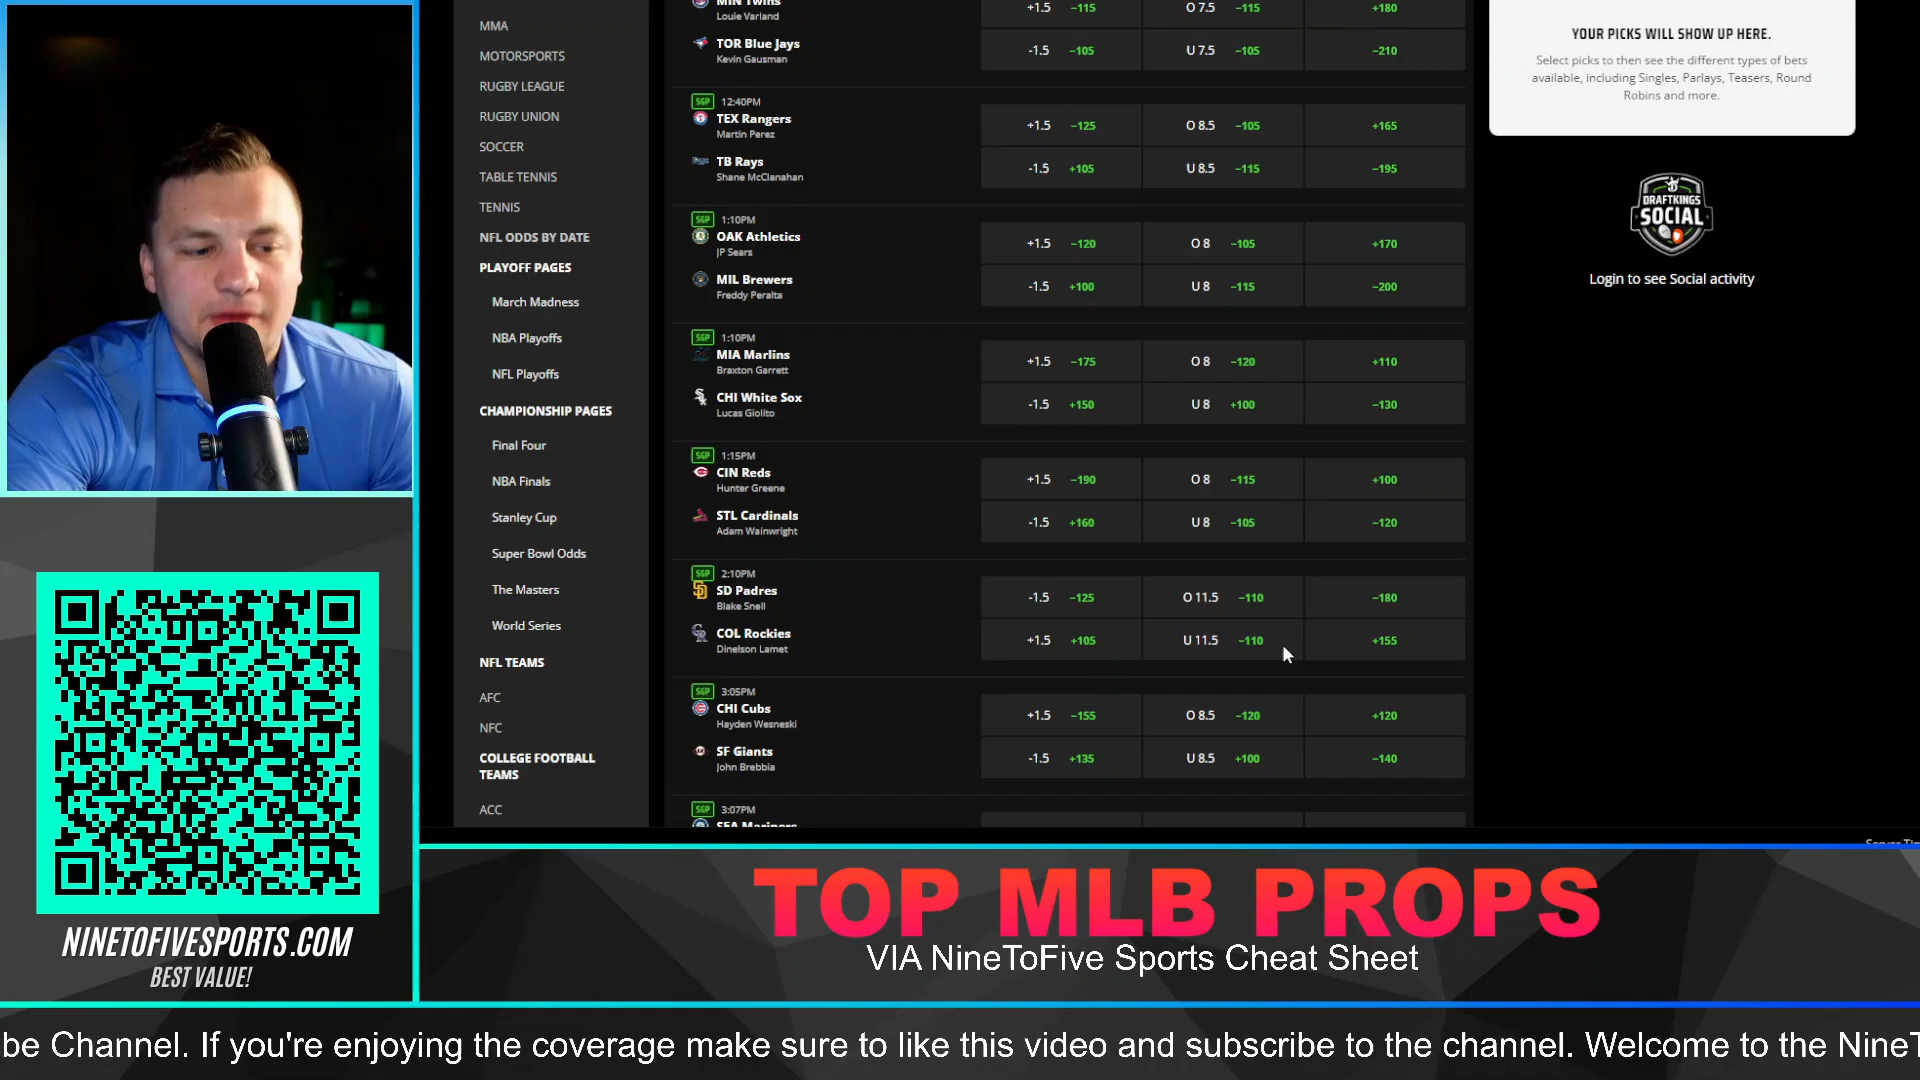 MMA
MOTORSPORTS
RUGBY LEAGUE
RUGBY UNION
SOCCER
TABLE TENNIS
TENNIS
NFL ODDS BY DATE
PLAYOFF PAGES
March Madness
NBA Playoffs
NFL Playoffs
CHAMPIONSHIP PAGES
Final Four
NBA Finals
Stanley Cup
Super Bowl Odds
The Masters
World Series
NFL TEAMS
AFC
NFC
COLLEGE FOOTBALL
TEAMS
ACC
MIN Twins +1.5 −115 O 7.5 −115 +180
Louie Varland
TOR Blue Jays -1.5 −105 U 7.5 −105 −210
Kevin Gausman
SGP 12:40PM
TEX Rangers +1.5 −125 O 8.5 −105 +165
Martin Perez
TB Rays -1.5 +105 U 8.5 −115 −195
Shane McClanahan
SGP 1:10PM
OAK Athletics +1.5 −120 O 8 −105 +170
JP Sears
MIL Brewers -1.5 +100 U 8 −115 −200
Freddy Peralta
SGP 1:10PM
MIA Marlins +1.5 −175 O 8 −120 +110
Braxton Garrett
CHI White Sox -1.5 +150 U 8 +100 −130
Lucas Giolito
SGP 1:15PM
CIN Reds +1.5 −190 O 8 −115 +100
Hunter Greene
STL Cardinals -1.5 +160 U 8 −105 −120
Adam Wainwright
SGP 2:10PM
SD Padres -1.5 −125 O 11.5 −110 −180
Blake Snell
COL Rockies +1.5 +105 U 11.5 −110 +155
Dinelson Lamet
SGP 3:05PM
CHI Cubs +1.5 −155 O 8.5 −120 +120
Hayden Wesneski
SF Giants -1.5 +135 U 8.5 +100 −140
John Brebbia
SGP 3:07PM
SEA Mariners
YOUR PICKS WILL SHOW UP HERE.
Select picks to then see the different types of bets
available, including Singles, Parlays, Teasers, Round
Robins and more.
DRAFTKINGS
SOCIAL
Login to see Social activity
NINETOFIVESPORTS.COM
BEST VALUE!
TOP MLB PROPS
VIA NineToFive Sports Cheat Sheet
be Channel. If you're enjoying the coverage make sure to like this video and subscribe to the channel. Welcome to the NineT